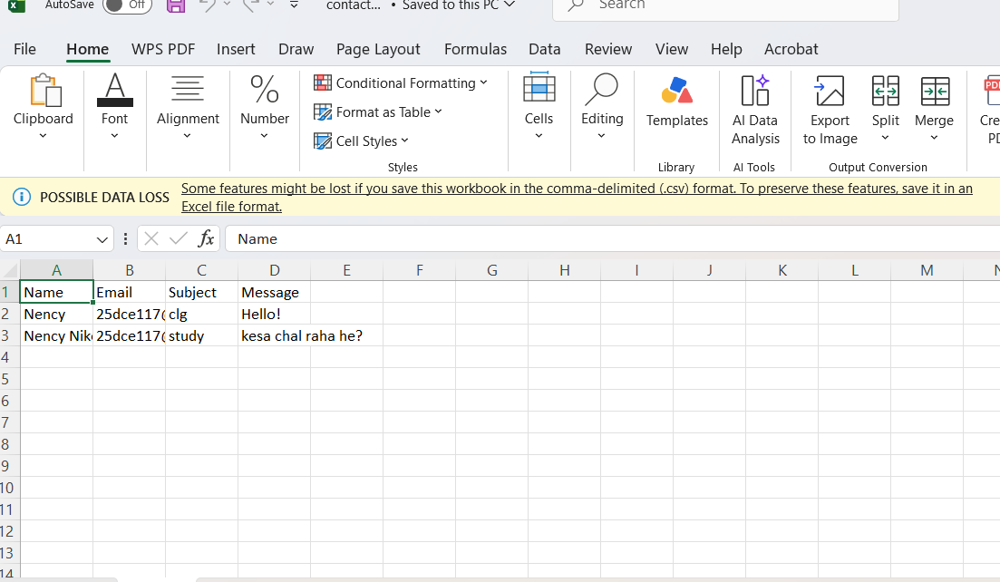 AutoSave Off contact... • Saved to this PC Search
File Home WPS PDF Insert Draw Page Layout Formulas Data Review View Help Acrobat
Clipboard Font Alignment Number
Conditional Formatting
Format as Table
Cell Styles
Styles
Cells Editing
Templates
Library
AI Data
Analysis
AI Tools
Export
to Image
Split Merge
Output Conversion
PDF
POSSIBLE DATA LOSS Some features might be lost if you save this workbook in the comma-delimited (.csv) format. To preserve these features, save it in an
Excel file format.
A1 fx Name
A B C D E F G H I J K L M N
1 Name Email Subject Message
2 Nency 25dce117@ clg Hello!
3 Nency Nik 25dce117@ study kesa chal raha he?
4
5
6
7
8
9
10
11
12
13
14